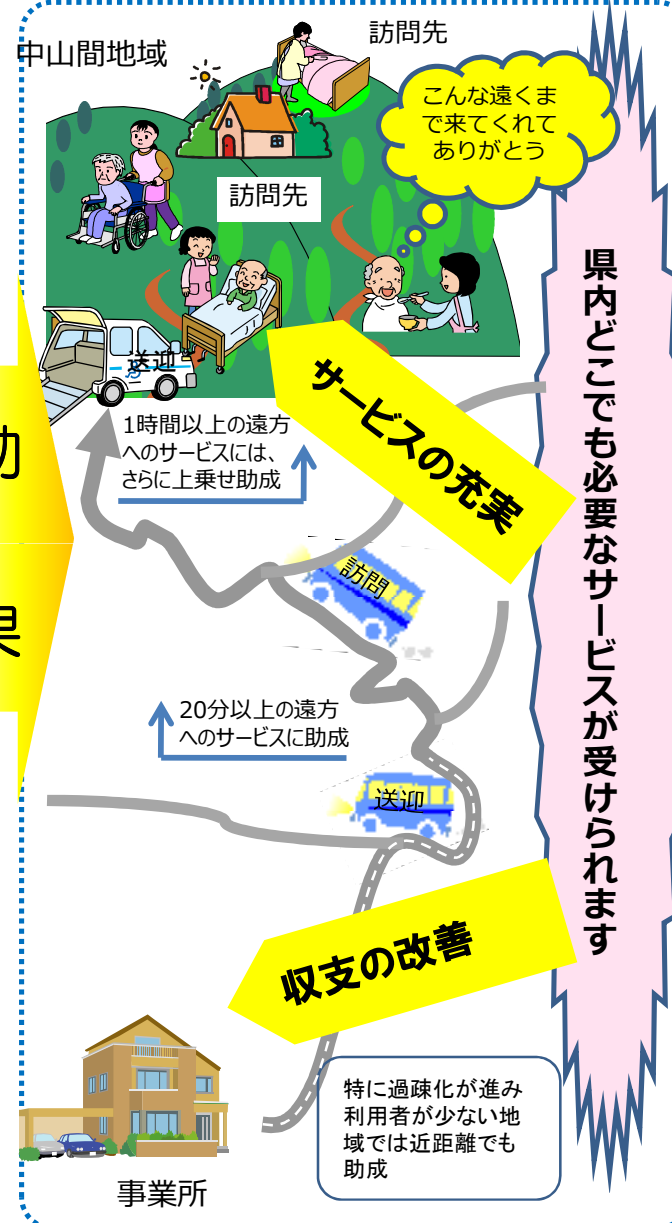 中山間地域
訪問先
こんな遠くま
で来てくれて
ありがとう
訪問先
送迎
1時間以上の遠方
へのサービスには、
さらに上乗せ助成
サービスの充実
訪問
20分以上の遠方
へのサービスに助成
送迎
収支の改善
県内どこでも必要なサービスが受けられます
特に過疎化が進み
利用者が少ない地
域では近距離でも
助成
事業所